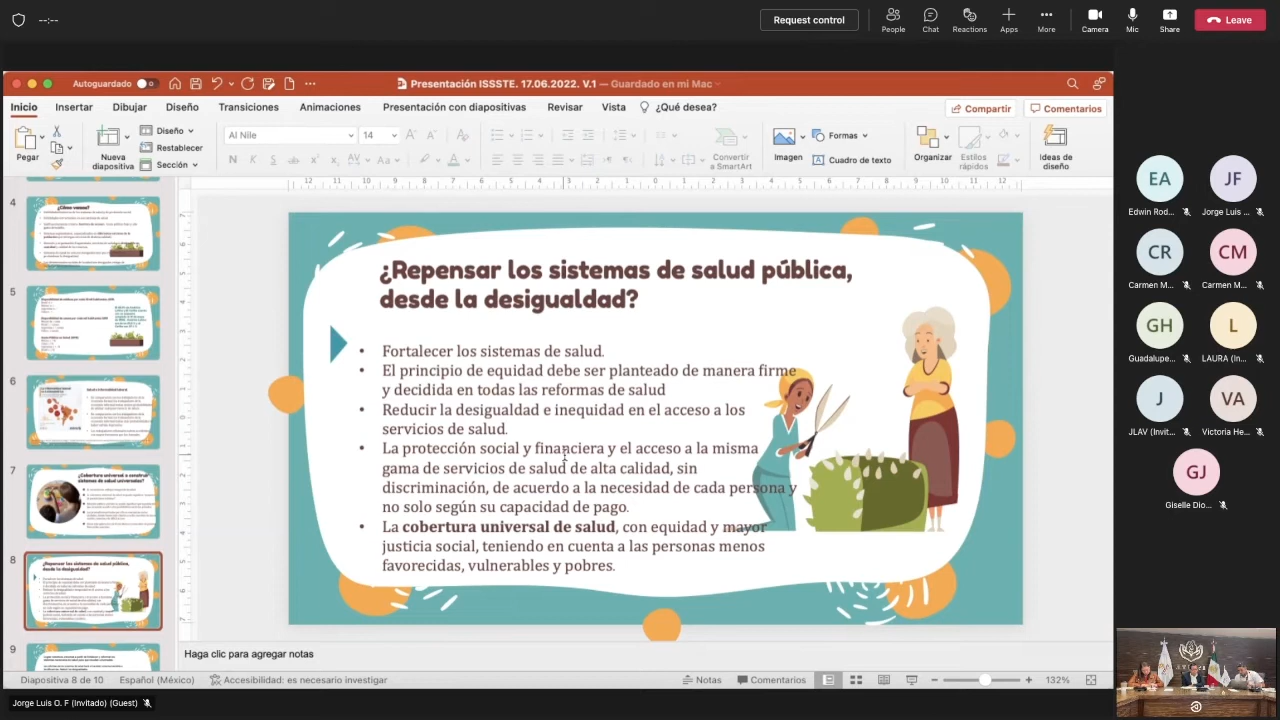 --:--
Request control
People
Chat
Reactions
Apps
More
Camera
Mic
Share
Leave
Autoguardado
Presentación ISSSTE. 17.06.2022. V.1 — Guardado en mi Mac
Inicio
Insertar
Dibujar
Diseño
Transiciones
Animaciones
Presentación con diapositivas
Revisar
Vista
¿Qué desea?
Compartir
Comentarios
Pegar
Nueva
diapositiva
Diseño
Restablecer
Sección
Al Nile
14
Convertir
a SmartArt
Imagen
Formas
Cuadro de texto
Organizar
Estilos
rápidos
Ideas de
diseño
4
5
6
7
8
9
¿Repensar los sistemas de salud pública,
desde la desigualdad?
• Fortalecer los sistemas de salud.
• El principio de equidad debe ser planteado de manera firme
y decidida en todas las reformas de salud
• Reducir la desigualdad e inequidad en el acceso a los
servicios de salud.
• La protección social y financiera y el acceso a la misma
gama de servicios de salud de alta calidad, sin
discriminación, de acuerdo a la necesidad de cada persona y
no solo según su capacidad de pago.
• La cobertura universal de salud, con equidad y mayor
justicia social, teniendo en cuenta a las personas menos
favorecidas, vulnerables y pobres.
Haga clic para agregar notas
Diapositiva 8 de 10
Español (México)
Accesibilidad: es necesario investigar
Notas
Comentarios
132%
Jorge Luis O. F (Invitado) (Guest)
EA
Edwin Rod...
JF
Jorge Luis ...
CR
Carmen M...
CM
Carmen M...
GH
Guadalupe...
L
LAURA (In...
J
JLAV (Invit...
VA
Victoria He...
GJ
Giselle Dio...